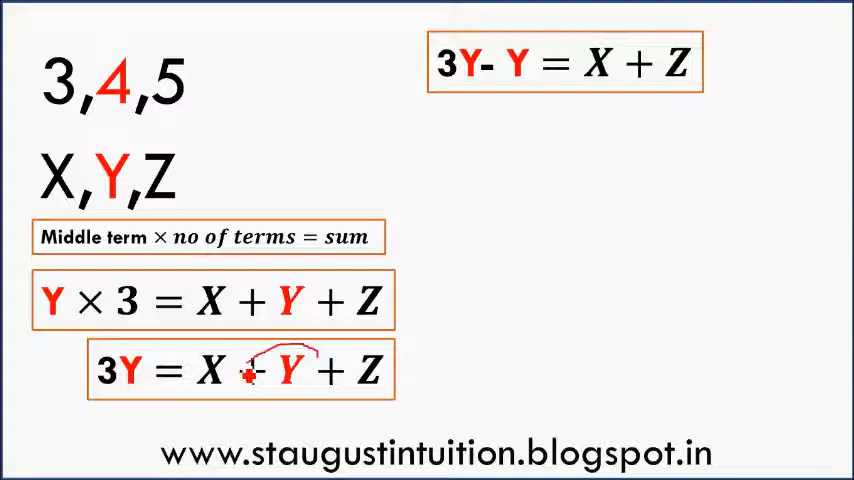 3,4,5
X,Y,Z
Middle term × no of terms = sum
Y × 3 = X + Y + Z
3Y = X + Y + Z
3Y- Y = X + Z
www.staugustintuition.blogspot.in